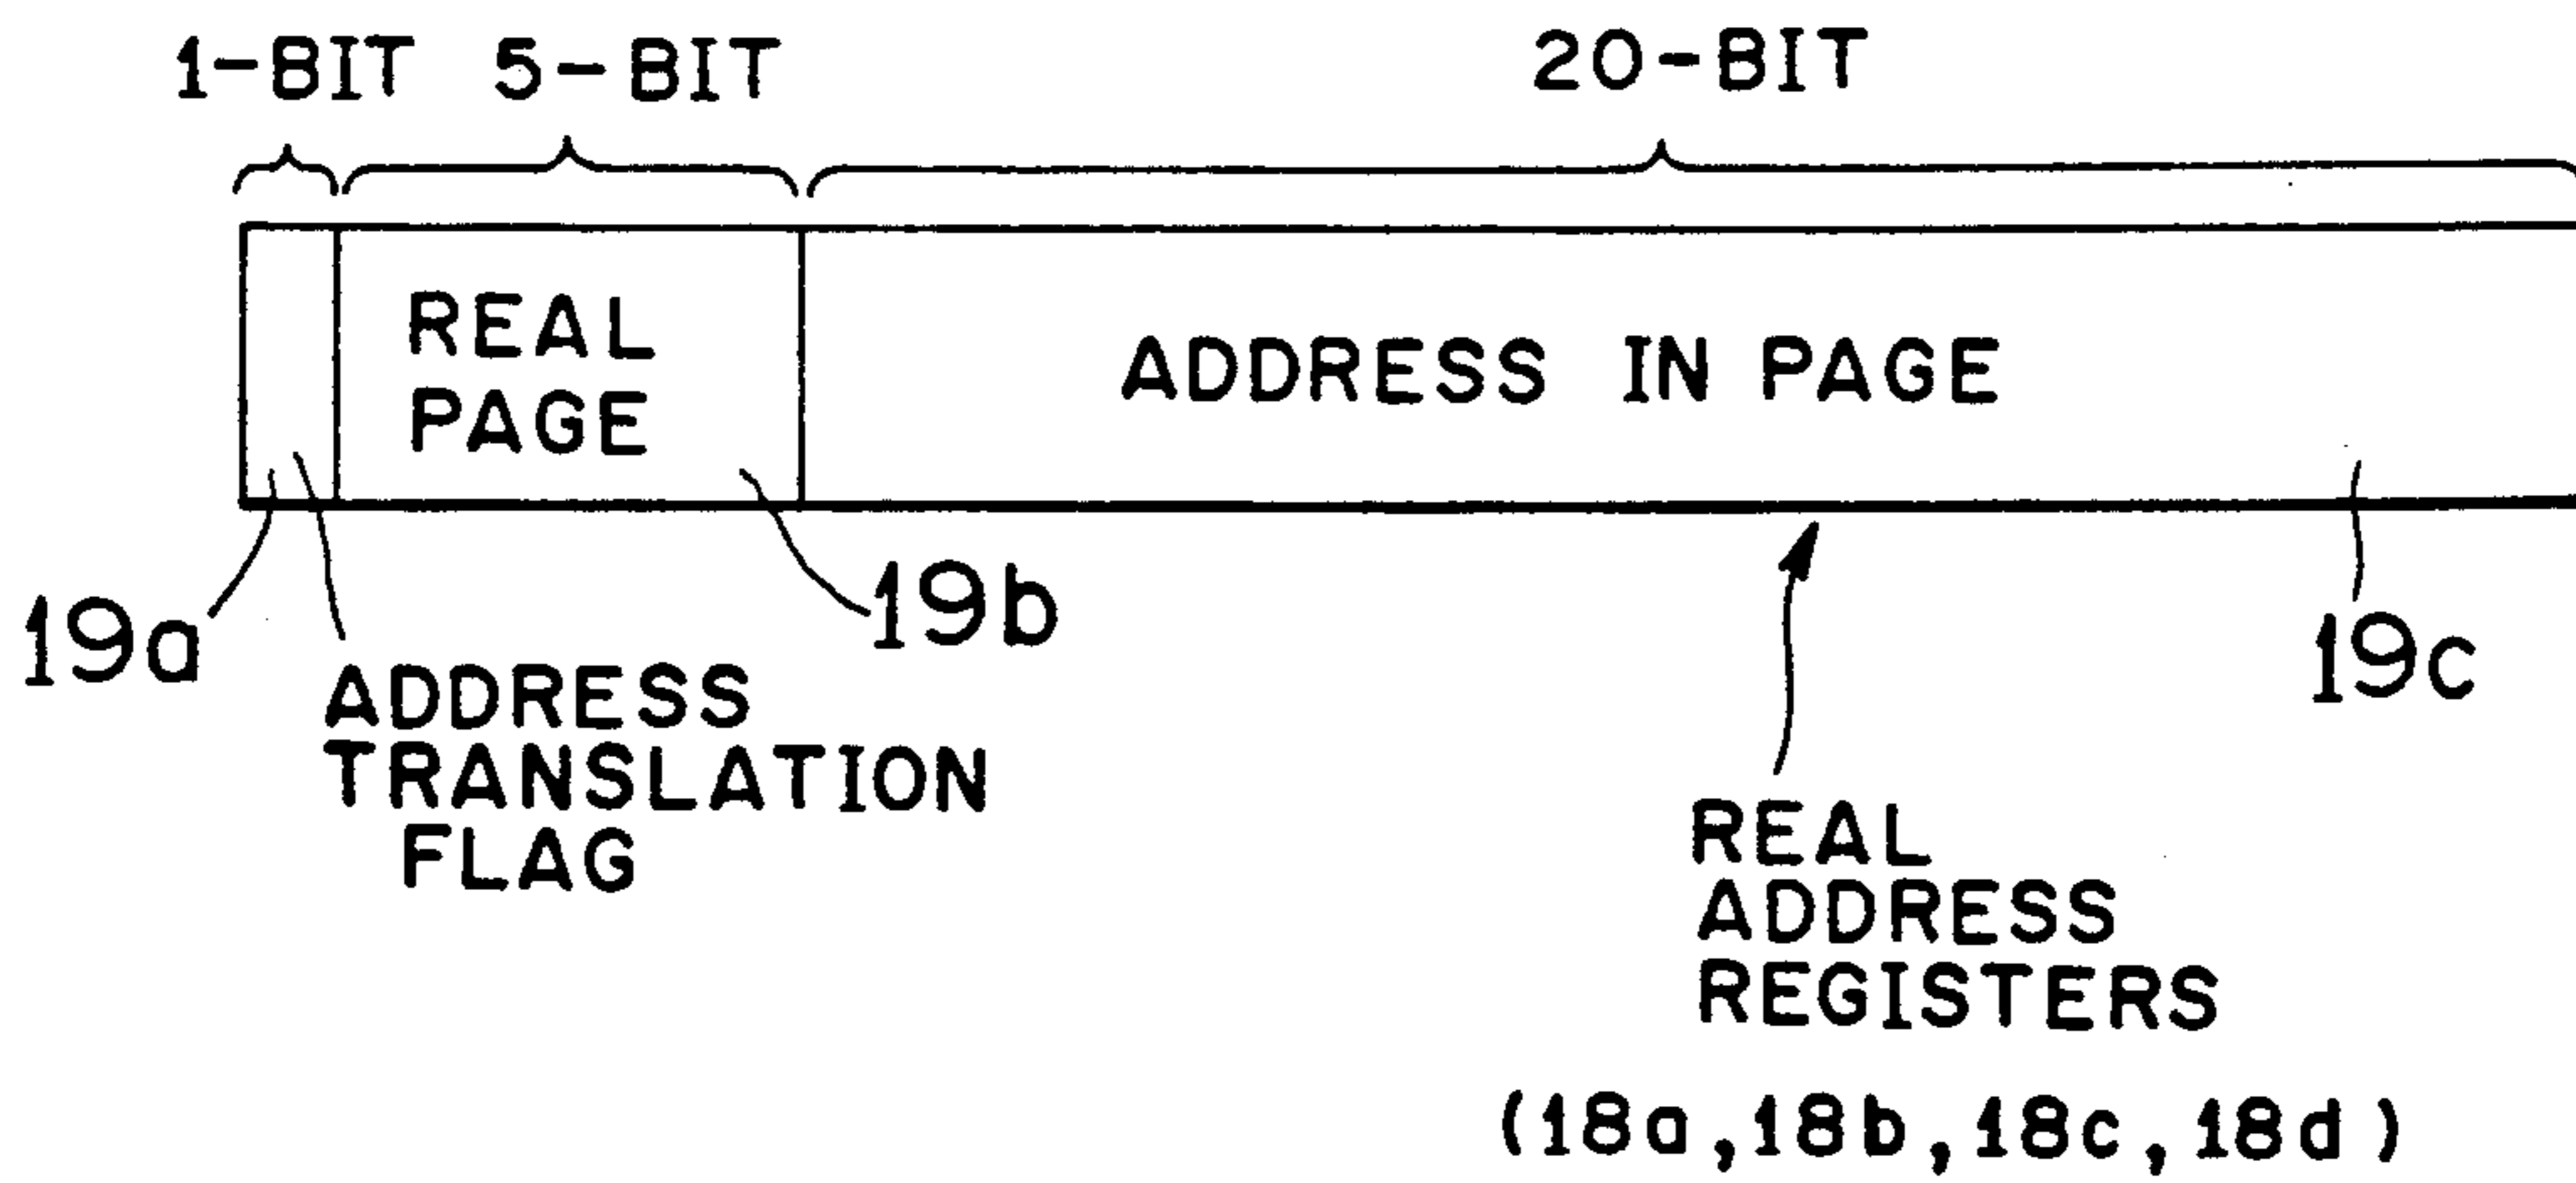 1-BIT 5-BIT 20-BIT
REAL
PAGE
ADDRESS IN PAGE
19a
19b
19c
ADDRESS
TRANSLATION
FLAG
REAL
ADDRESS
REGISTERS
(18a,18b,18c,18d)